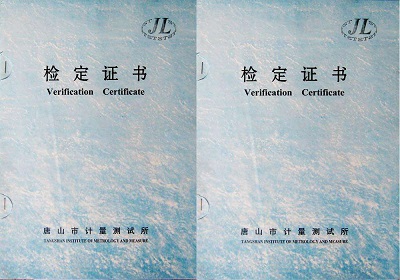 JL
检定证书
Verification Certificate
唐山市计量测试所
TANGSHAN INSTITUTE OF METROLOGY AND MEASURE
JL
检定证书
Verification Certificate
唐山市计量测试所
TANGSHAN INSTITUTE OF METROLOGY AND MEASURE